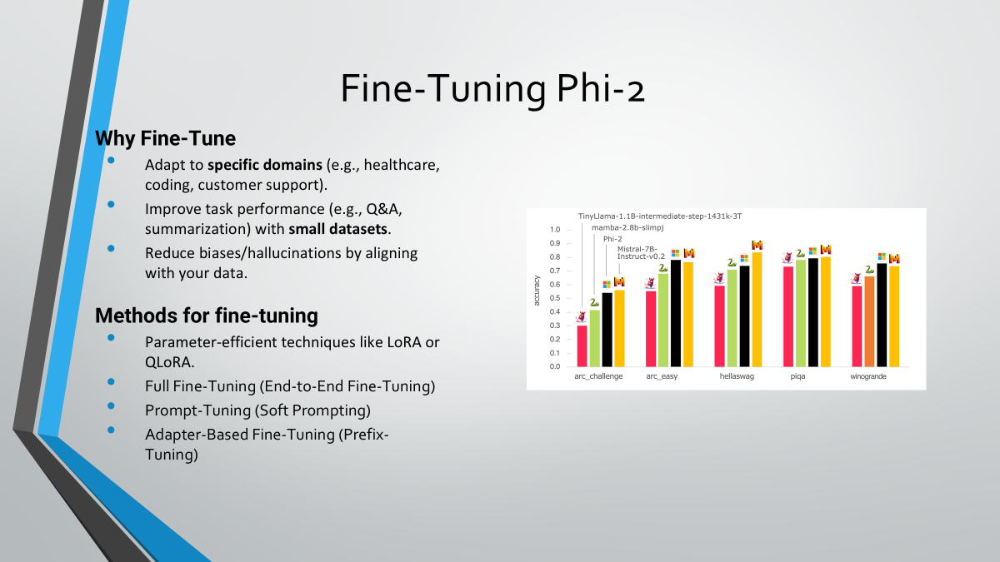 Fine-Tuning Phi-2
Why Fine-Tune
Adapt to specific domains (e.g., healthcare,
coding, customer support).
Improve task performance (e.g., Q&A,
summarization) with small datasets.
Reduce biases/hallucinations by aligning
with your data.
Methods for fine-tuning
Parameter-efficient techniques like LoRA or
QLoRA.
Full Fine-Tuning (End-to-End Fine-Tuning)
Prompt-Tuning (Soft Prompting)
Adapter-Based Fine-Tuning (Prefix-
Tuning)
TinyLlama-1.1B-intermediate-step-1431k-3T
mamba-2.8b-slimpj
Phi-2
Mistral-7B-
Instruct-v0.2
accuracy
1.0
0.9
0.8
0.7
0.6
0.5
0.4
0.3
0.2
0.1
0.0
arc_challenge arc_easy hellaswag piqa winogrande